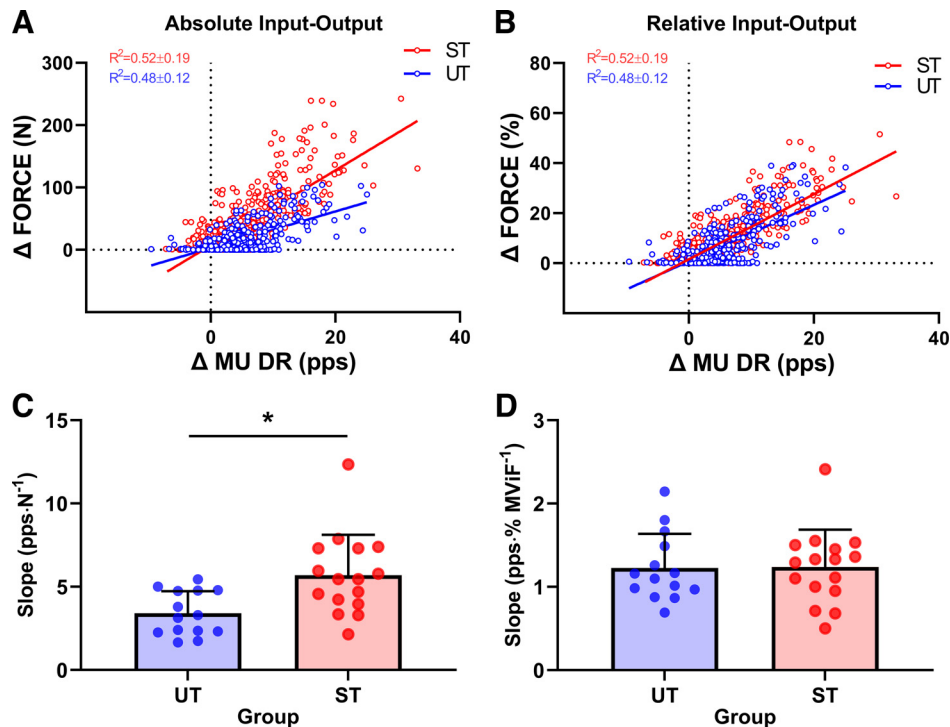 A
Absolute Input-Output
R²=0.52±0.19
R²=0.48±0.12
ST
UT
300
200
100
0
Δ FORCE (N)
0
20
40
Δ MU DR (pps)
B
Relative Input-Output
R²=0.52±0.19
R²=0.48±0.12
ST
UT
80
60
40
20
0
Δ FORCE (%)
0
20
40
Δ MU DR (pps)
C
*
15
10
5
0
Slope (pps·N⁻¹)
UT
ST
Group
D
3
2
1
0
Slope (pps·% MViF⁻¹)
UT
ST
Group